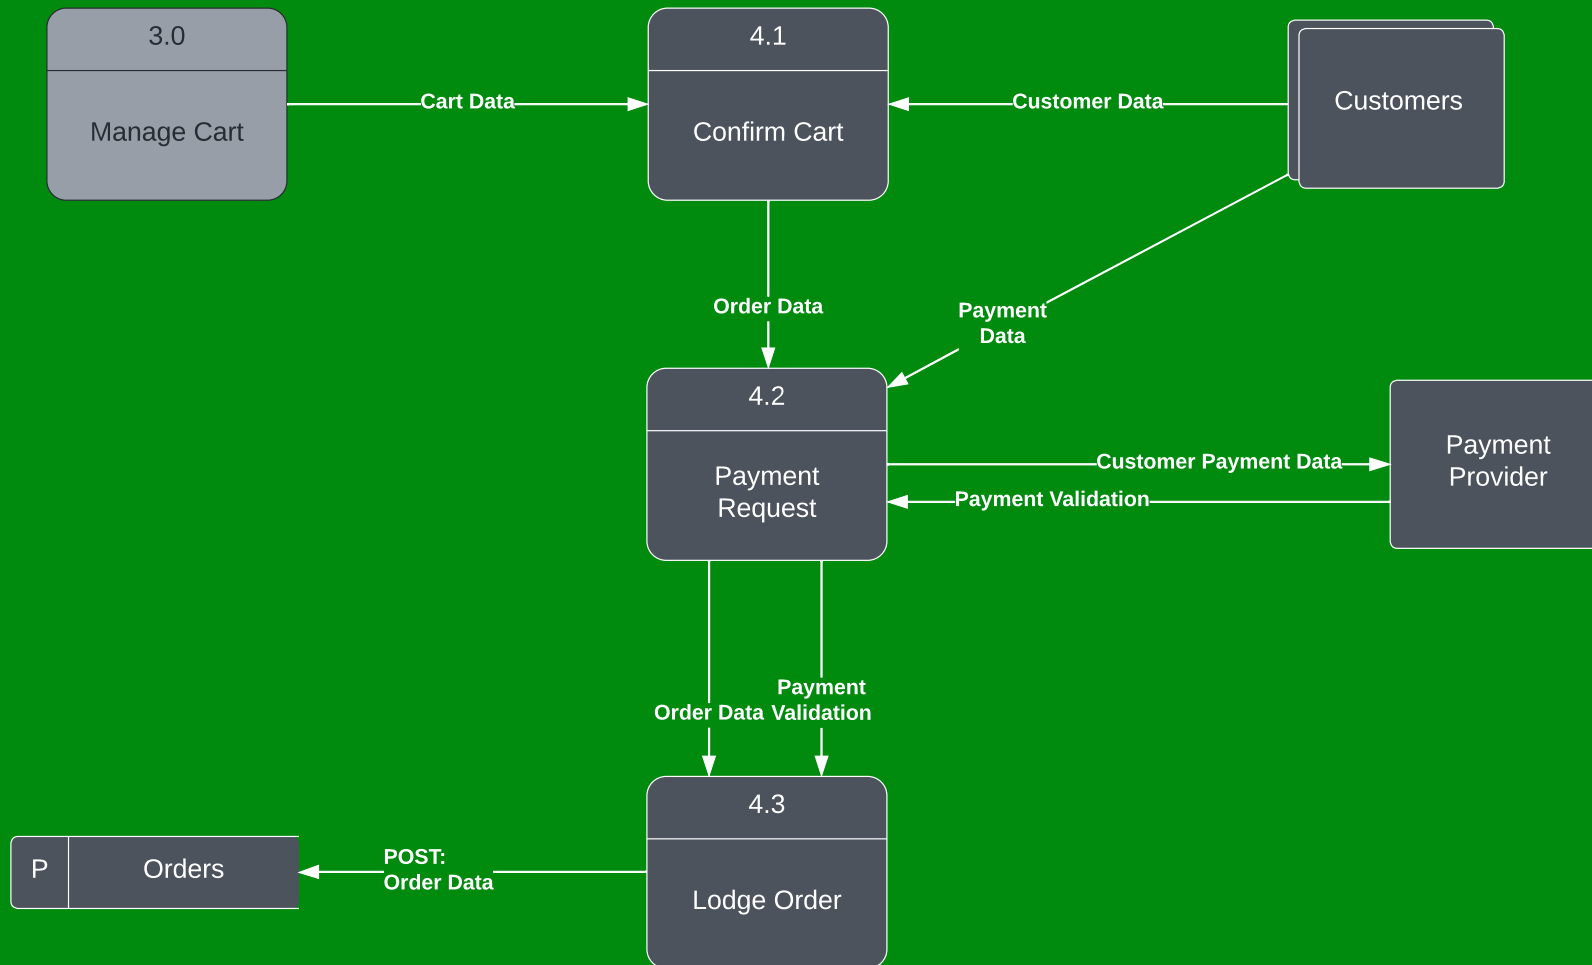 3.0
Manage Cart
Cart Data
4.1
Confirm Cart
Customer Data
Customers
Order Data
Payment
Data
4.2
Payment
Request
Customer Payment Data
Payment Validation
Payment
Provider
Order Data
Payment
Validation
4.3
Lodge Order
POST:
Order Data
P
Orders